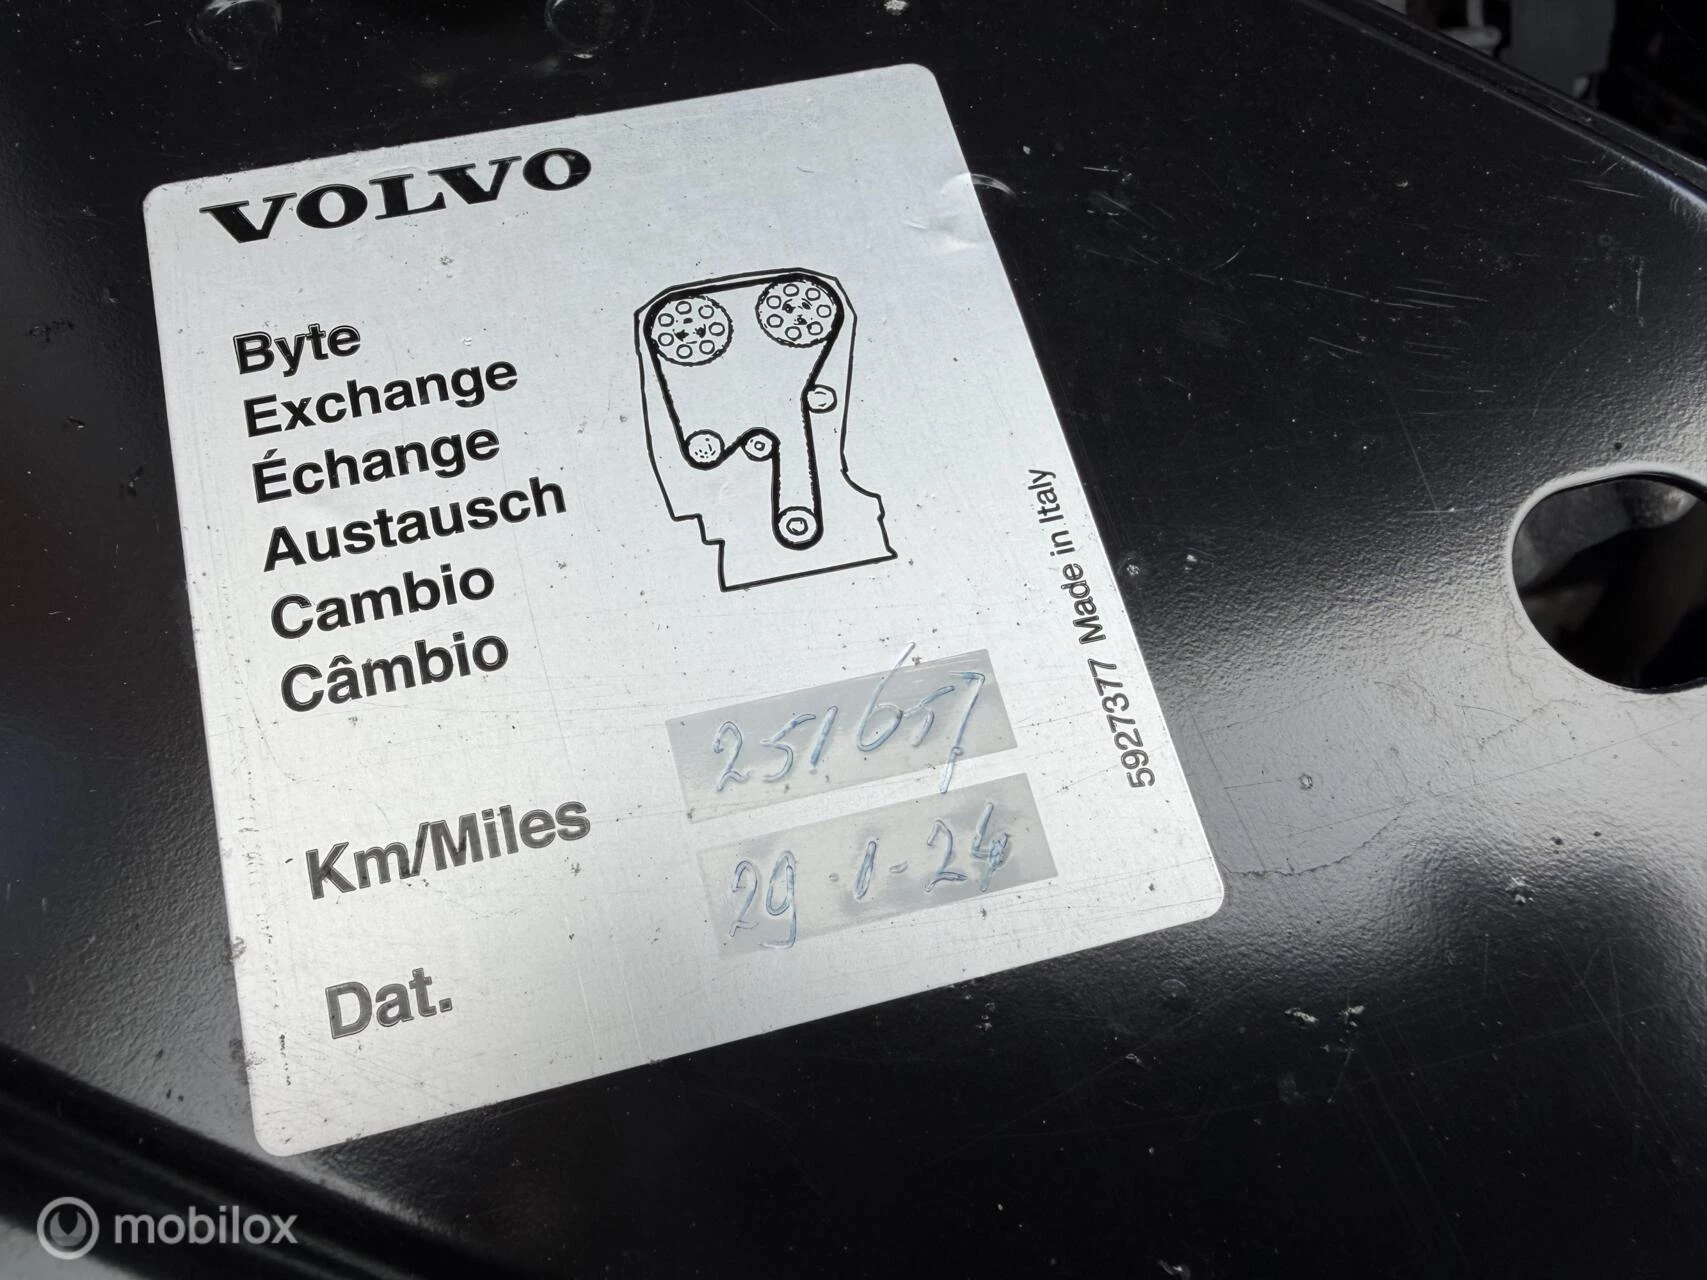 VOLVO
Byte
Exchange
Échange
Austausch
Cambio
Câmbio
5927377 Made in Italy
251657
Km/Miles
29-1-24
Dat.
mobilox